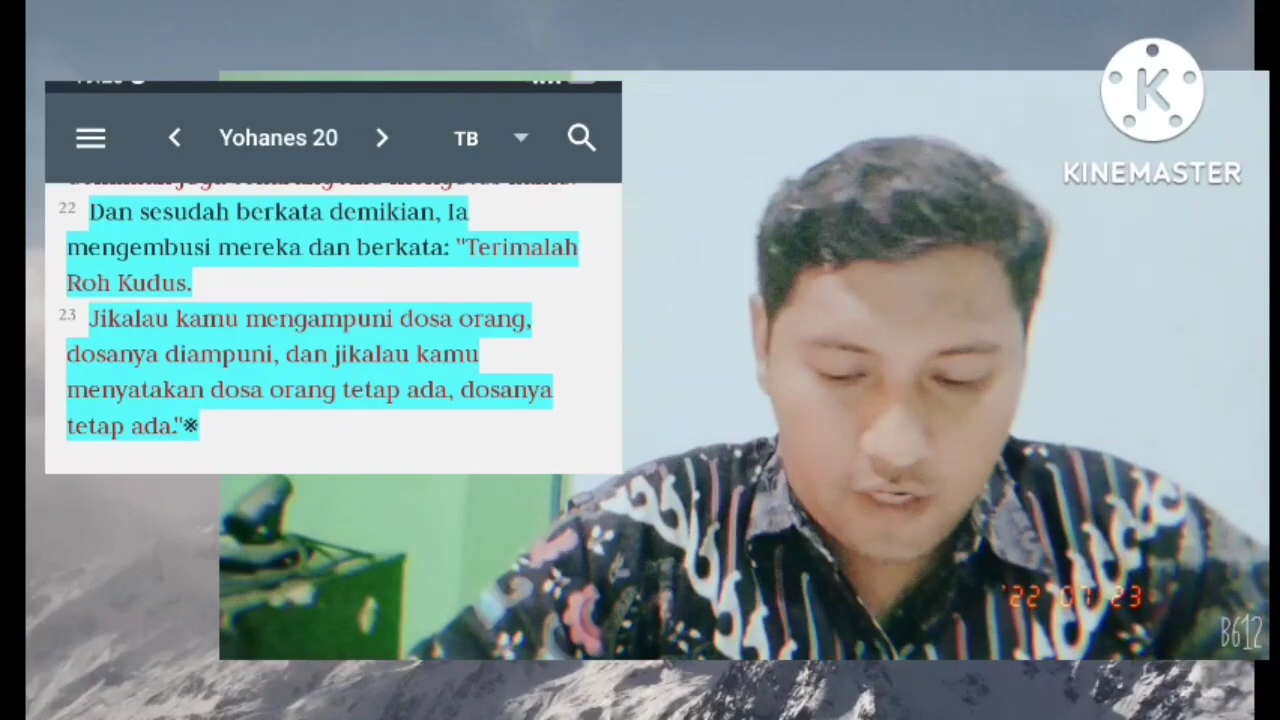 Yohanes 20
TB
22 Dan sesudah berkata demikian, Ia
mengembusi mereka dan berkata: "Terimalah
Roh Kudus.
23 Jikalau kamu mengampuni dosa orang,
dosanya diampuni, dan jikalau kamu
menyatakan dosa orang tetap ada, dosanya
tetap ada."※
K
KINEMASTER
'22 07 23
B612